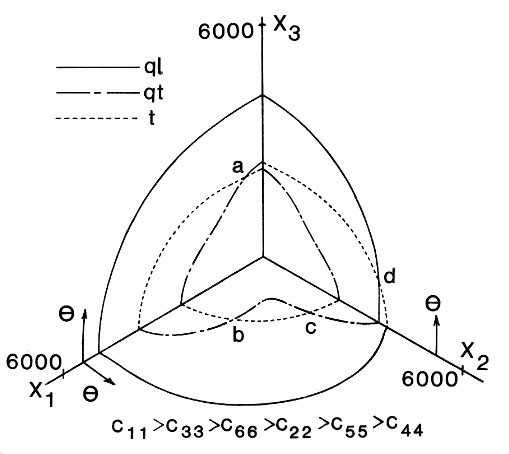 6000 X₃
ql
qt
t
a
d
b
c
θ
θ
θ
6000
X₁
X₂
6000
C₁₁ >C₃₃ >C₆₆ >C₂₂ >C₅₅ >C₄₄